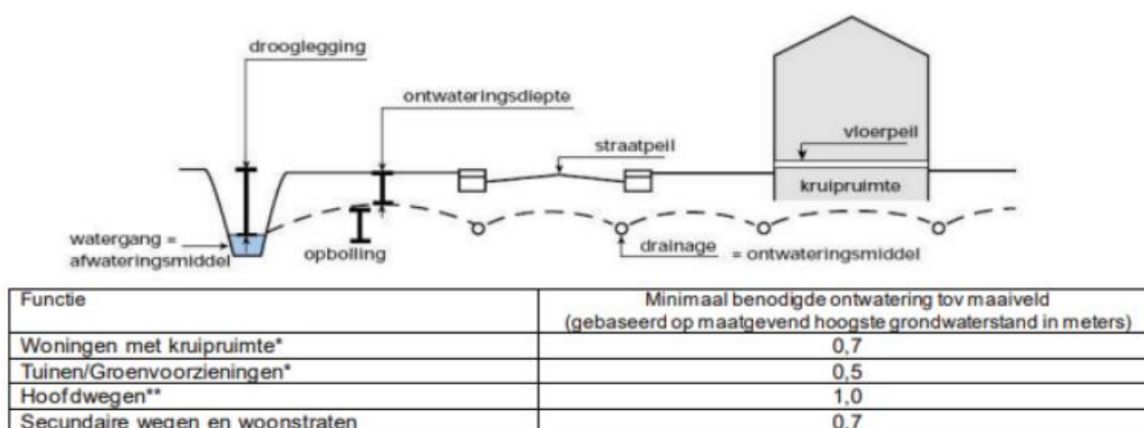 drooglegging
ontwateringsdiepte
straatpeil
vloerpeil
kruipruimte
watergang =
afwateringsmiddel
opbolling
drainage = ontwateringsmiddel
Functie Minimaal benodigde ontwatering tov maaiveld
(gebaseerd op maatgevend hoogste grondwaterstand in meters)
Woningen met kruipruimte* 0,7
Tuinen/Groenvoorzieningen* 0,5
Hoofdwegen** 1,0
Secundaire wegen en woonstraten 0,7